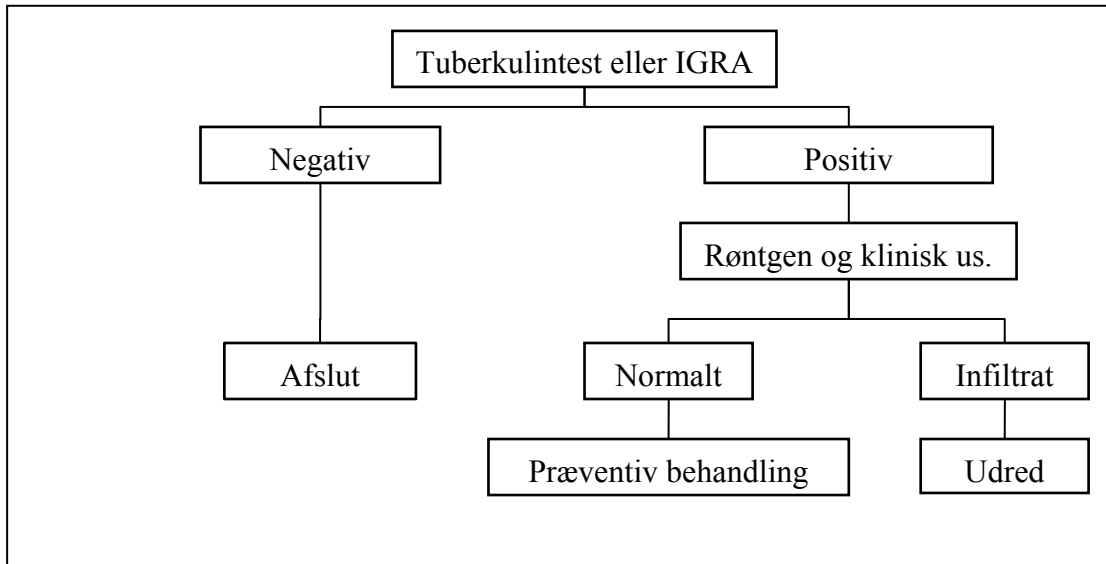 Tuberkulintest eller IGRA
Negativ
Positiv
Røntgen og klinisk us.
Afslut
Normalt
Infiltrat
Præventiv behandling
Udred